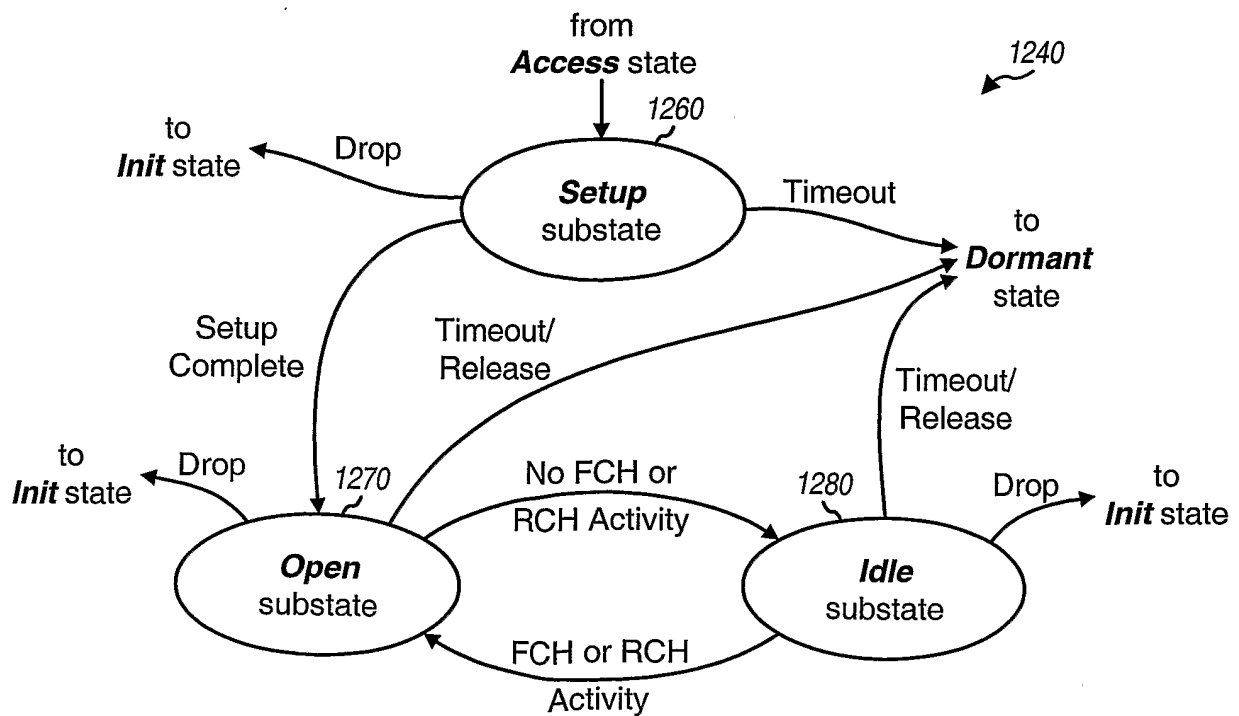 from
Access state
1240
1260
to
Init state
Drop
Setup
substate
Timeout
to
Dormant
state
Setup
Complete
Timeout/
Release
Timeout/
Release
to
Init state
Drop
1270
No FCH or
RCH Activity
1280
Drop
to
Init state
Open
substate
Idle
substate
FCH or RCH
Activity